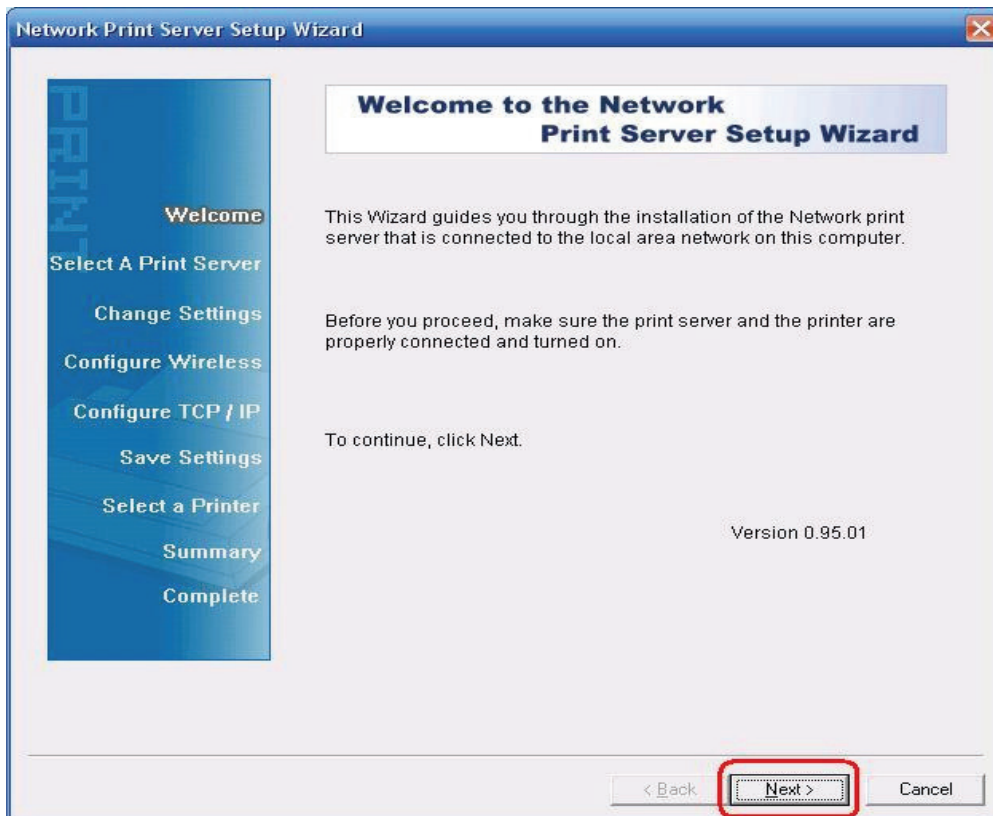 Network Print Server Setup Wizard
PRINT
Welcome
Select A Print Server
Change Settings
Configure Wireless
Configure TCP / IP
Save Settings
Select a Printer
Summary
Complete
Welcome to the Network
Print Server Setup Wizard
This Wizard guides you through the installation of the Network print
server that is connected to the local area network on this computer.
Before you proceed, make sure the print server and the printer are
properly connected and turned on.
To continue, click Next.
Version 0.95.01
< Back
Next >
Cancel